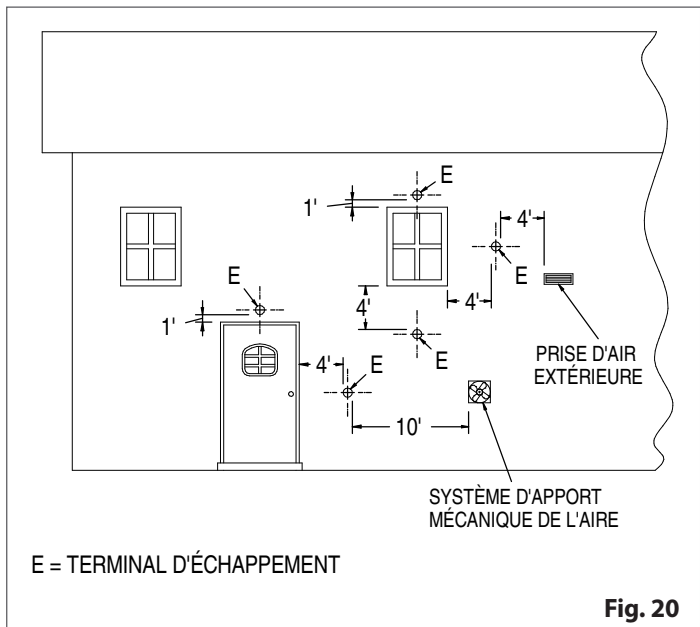 E
1'
4'
E
4'
4'
E
1'
E
4'
E
PRISE D'AIR
EXTÉRIEURE
10'
SYSTÈME D'APPORT
MÉCANIQUE DE L'AIRE
E = TERMINAL D'ÉCHAPPEMENT
Fig. 20